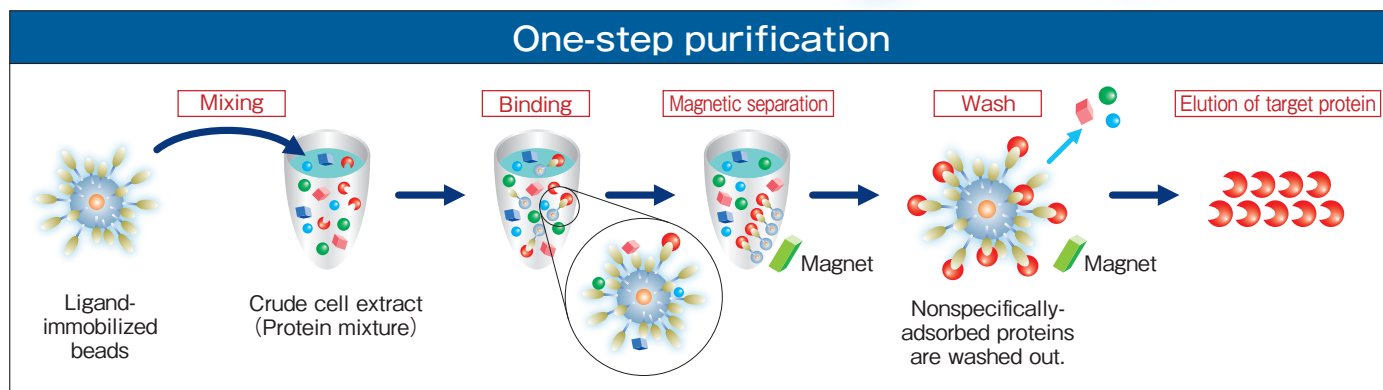 One-step purification
Mixing
Binding
Magnetic separation
Wash
Elution of target protein
Magnet
Magnet
Ligand-
immobilized
beads
Crude cell extract
(Protein mixture)
Nonspecifically-
adsorbed proteins
are washed out.